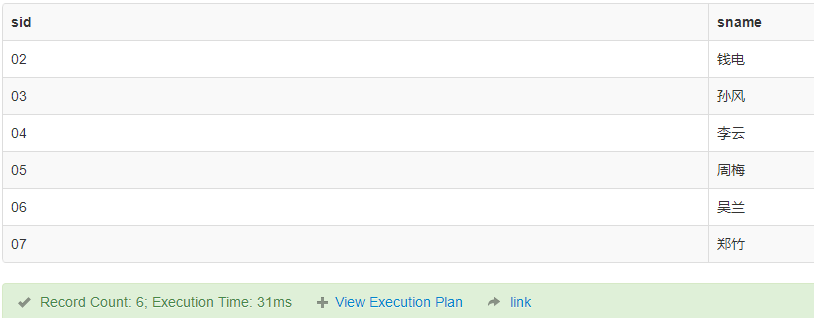 sid sname
02 钱电
03 孙风
04 李云
05 周梅
06 吴兰
07 郑竹
Record Count: 6; Execution Time: 31ms View Execution Plan link